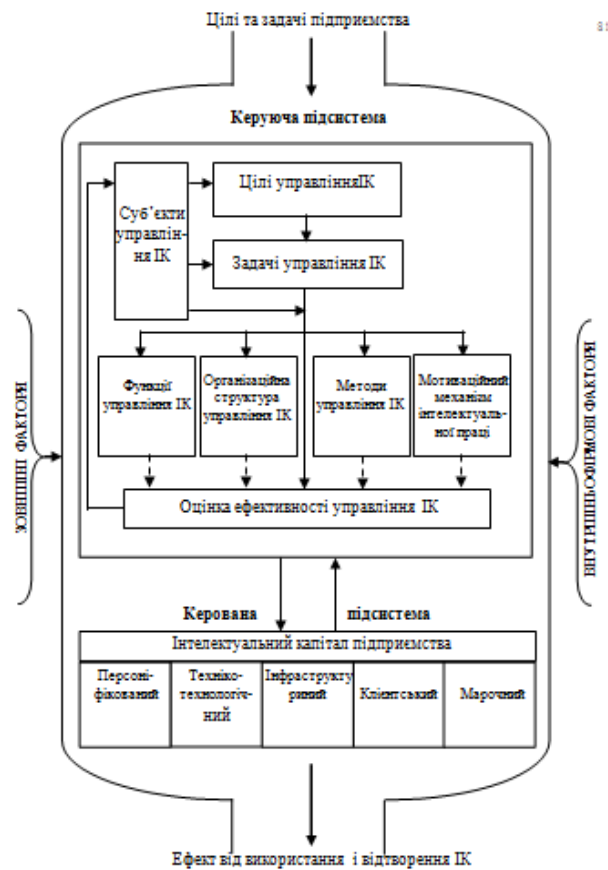 Цілі та задачі підприємства
Керуюча підсистема
Суб’єкти
управлін-
ня ІК
Цілі управлінняІК
Задачі управління ІК
Функції
управління ІК
Організаційна
структура
управління ІК
Методи
управління ІК
Мотиваційний
механізм
інтелектуаль-
ної праці
Оцінка ефективності управління ІК
ЗОВНІШНІ ФАКТОРИ
ВНУТРІШНЬОФІРМОВІ ФАКТОРИ
Керована підсистема
Інтелектуальний капітал підприємства
Персоні-
фікований
Техніко-
технологіч-
ний
Інфраструкту
рний
Клієнтський
Марочний
Ефект від використання і відтворення ІК